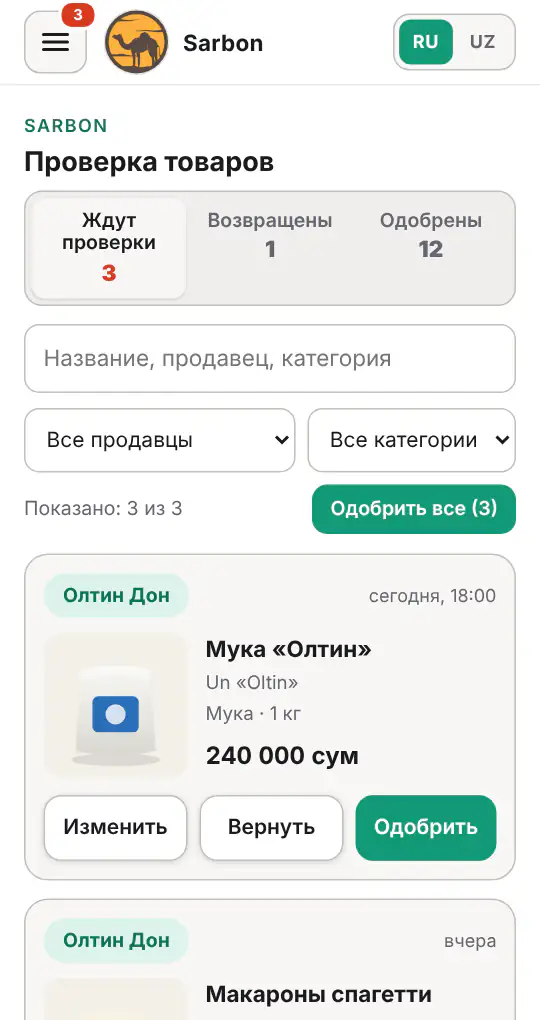 3
Sarbon
RU
UZ
SARBON
Проверка товаров
Ждут проверки
3
Возвращены
1
Одобрены
12
Название, продавец, категория
Все продавцы
Все категории
Показано: 3 из 3
Одобрить все (3)
Олтин Дон
сегодня, 18:00
Мука «Олтин»
Un «Oltin»
Мука · 1 кг
240 000 сум
Изменить
Вернуть
Одобрить
Олтин Дон
вчера
Макароны спагетти